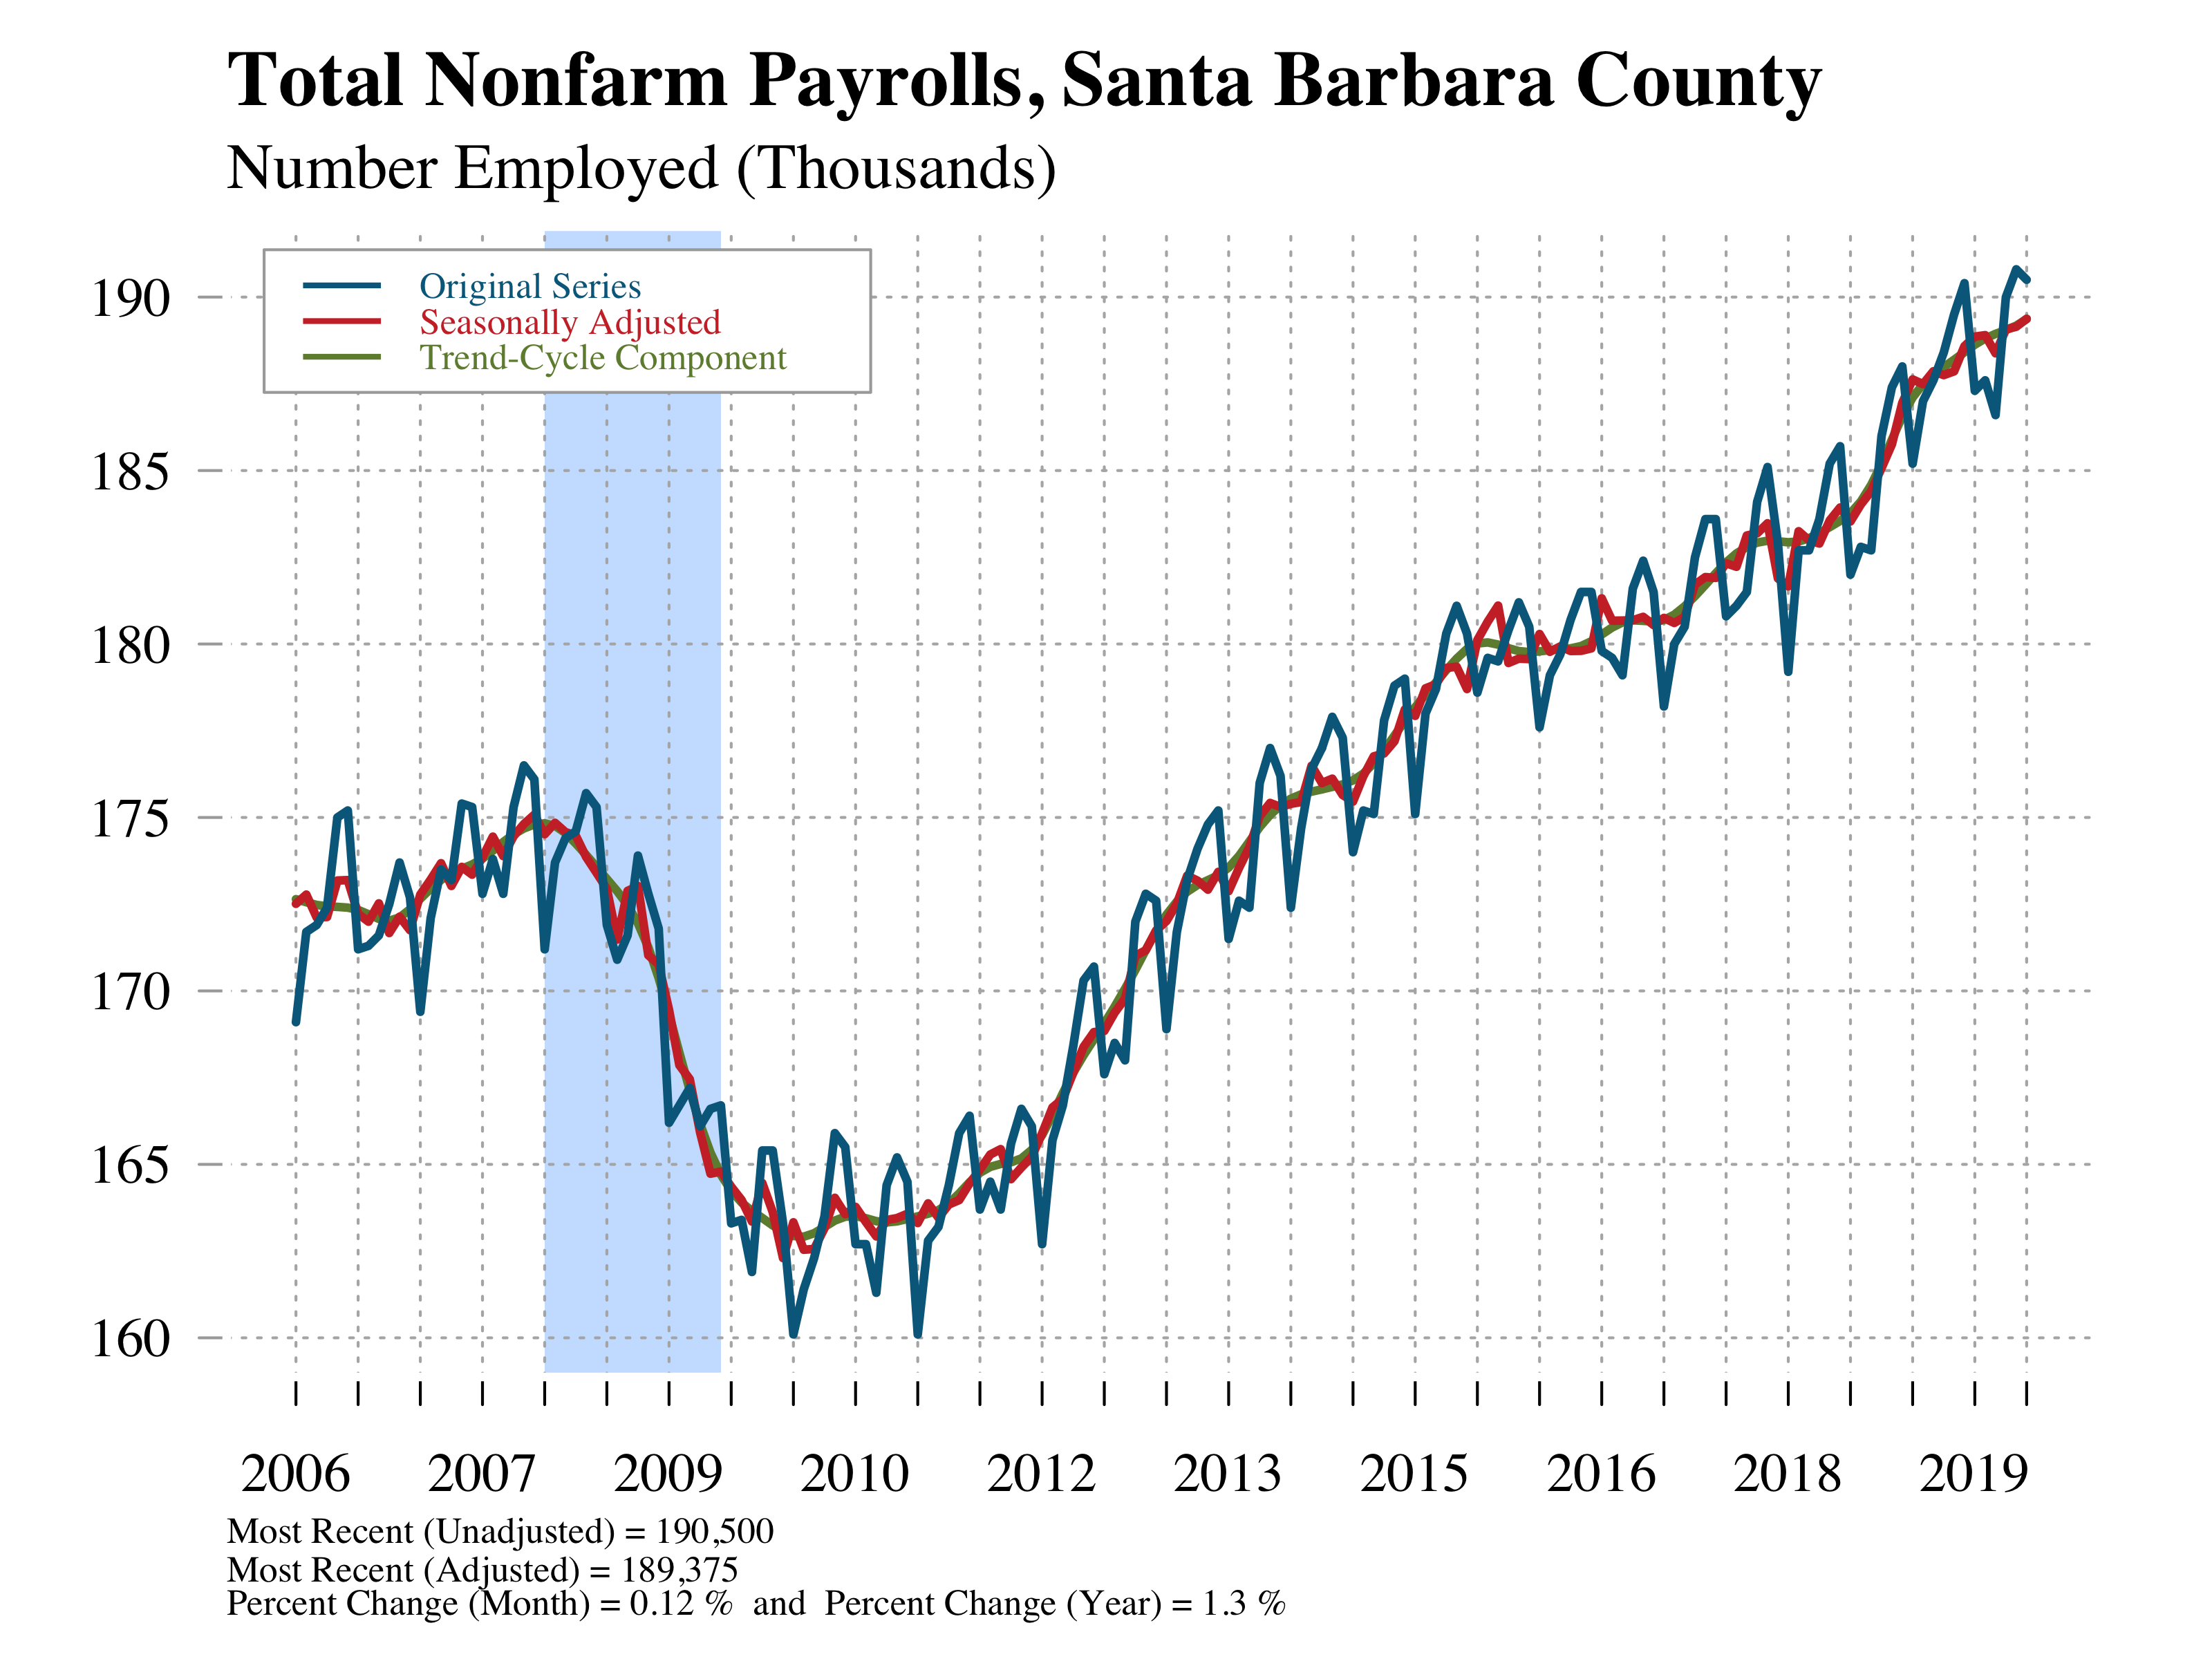 Total Nonfarm Payrolls, Santa Barbara County
Number Employed (Thousands)
Original Series
Seasonally Adjusted
Trend-Cycle Component
190
185
180
175
170
165
160
2006 2007 2009 2010 2012 2013 2015 2016 2018 2019
Most Recent (Unadjusted) = 190,500
Most Recent (Adjusted) = 189,375
Percent Change (Month) = 0.12 % and Percent Change (Year) = 1.3 %